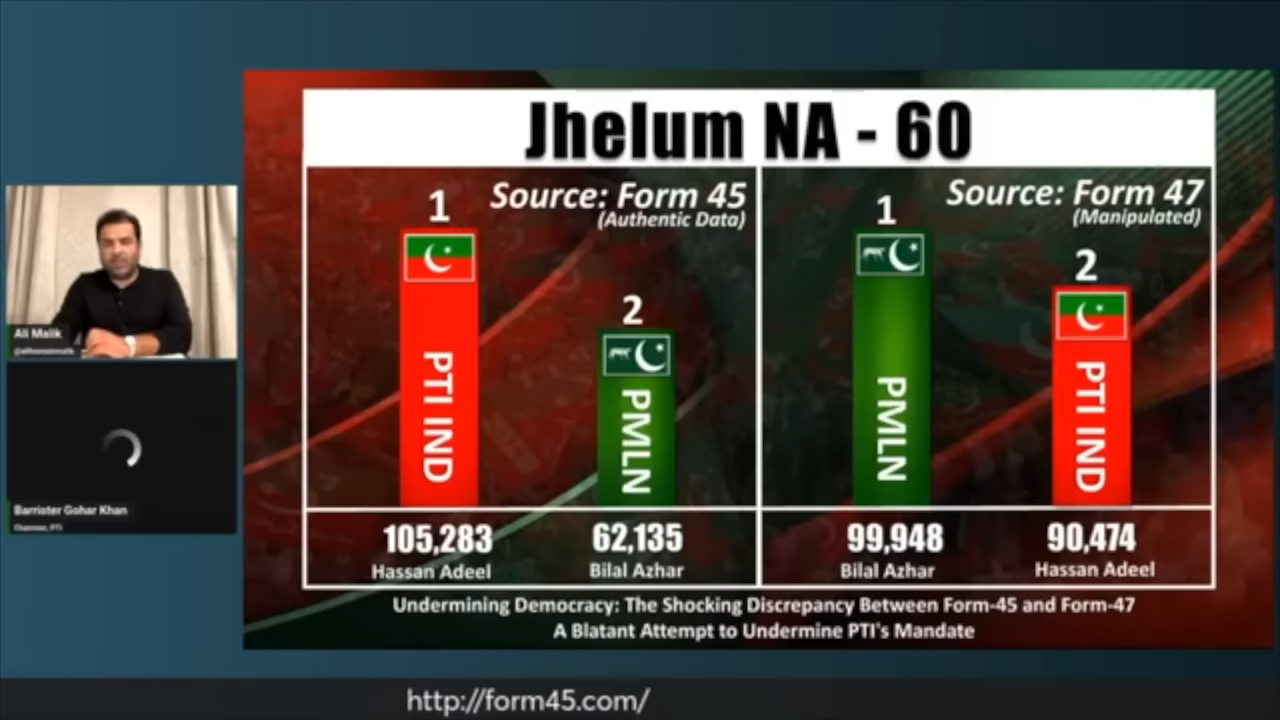 Jhelum NA - 60
1
Source: Form 45
(Authentic Data)
2
PTI IND
PMLN
105,283
Hassan Adeel
62,135
Bilal Azhar
1
Source: Form 47
(Manipulated)
2
PMLN
PTI IND
99,948
Bilal Azhar
90,474
Hassan Adeel
Undermining Democracy: The Shocking Discrepancy Between Form-45 and Form-47
A Blatant Attempt to Undermine PTI's Mandate
Ali Malik
Barrister Gohar Khan
Chairman, PTI
http://form45.com/